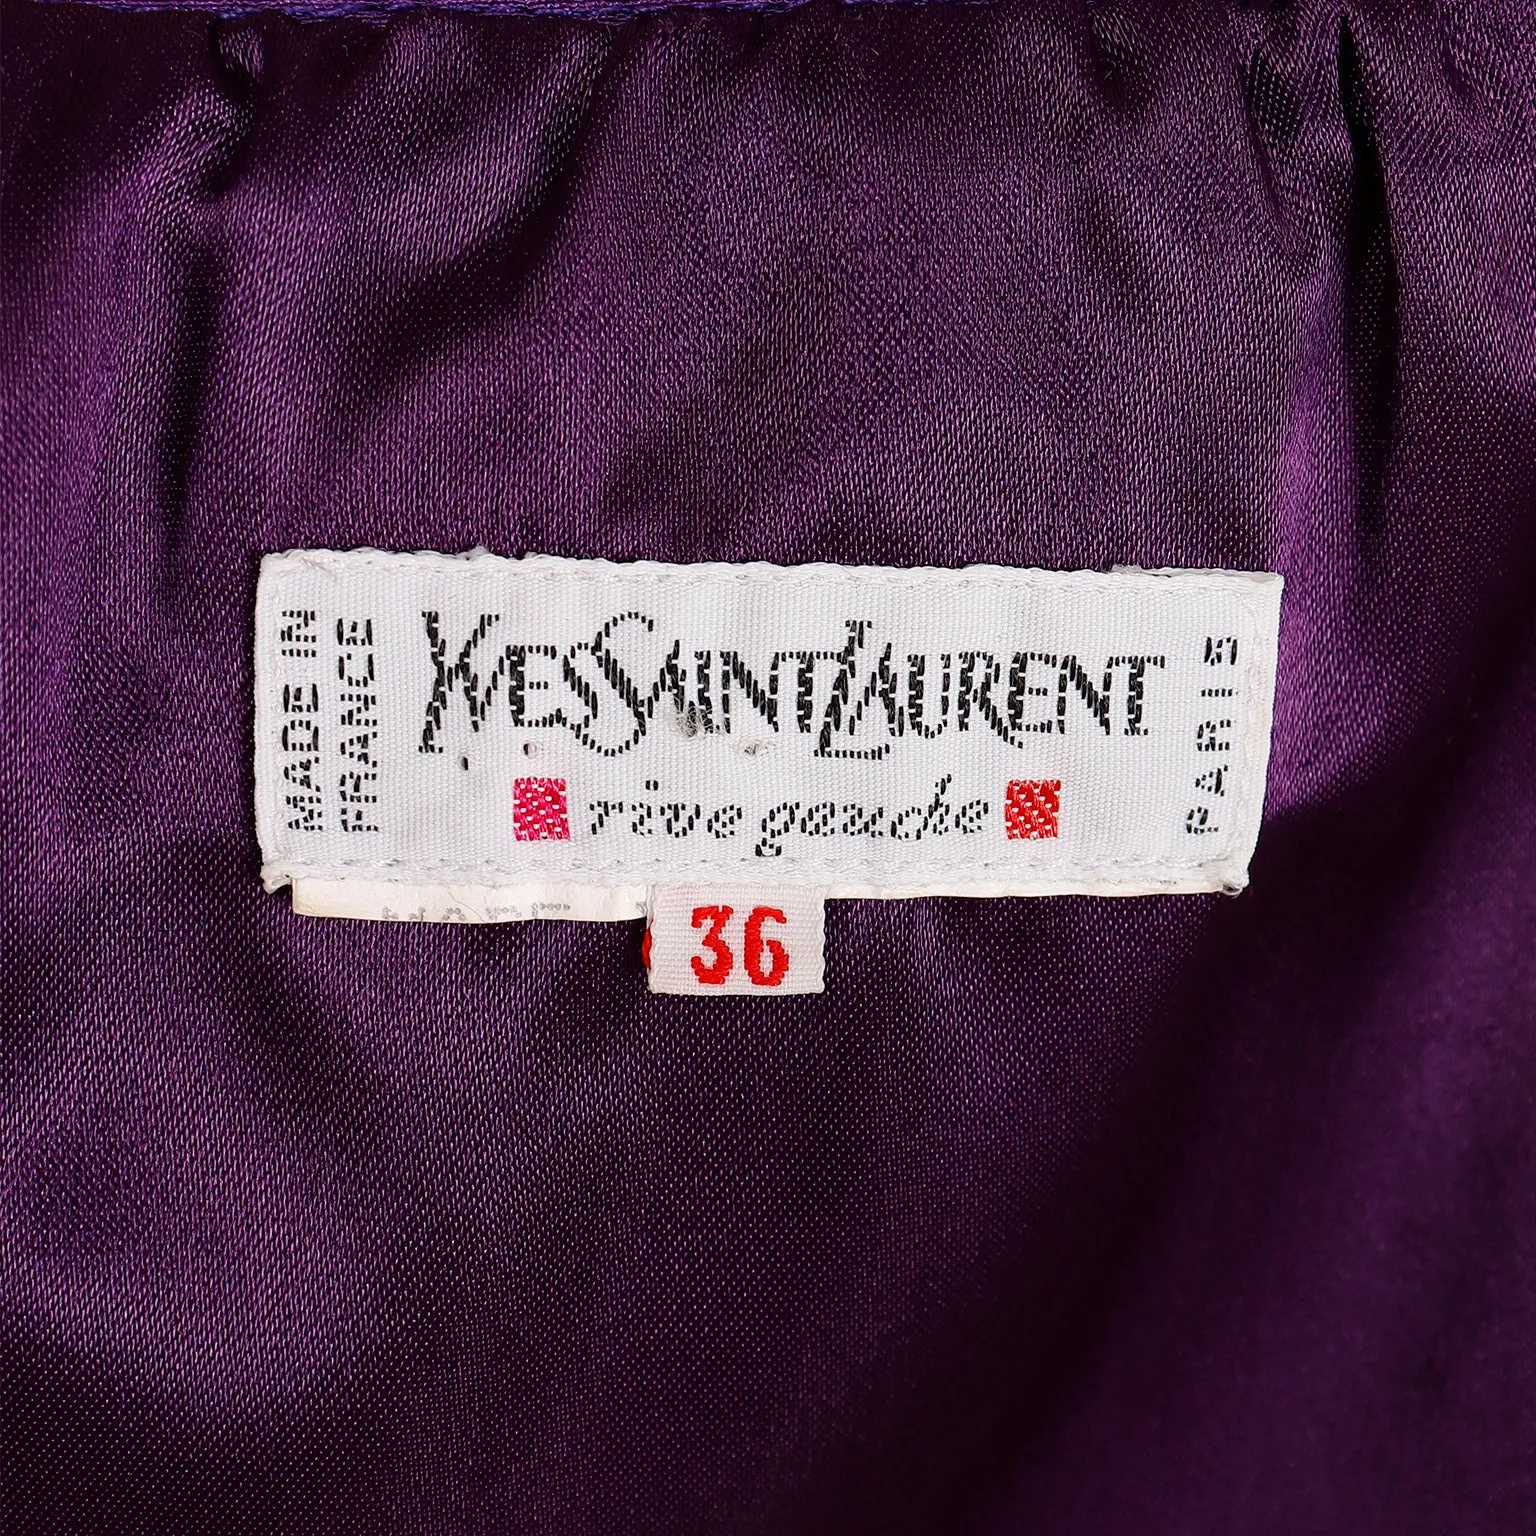 MADE IN
FRANCE
YVESSAINTLAURENT
rive gauche
PARIS
36